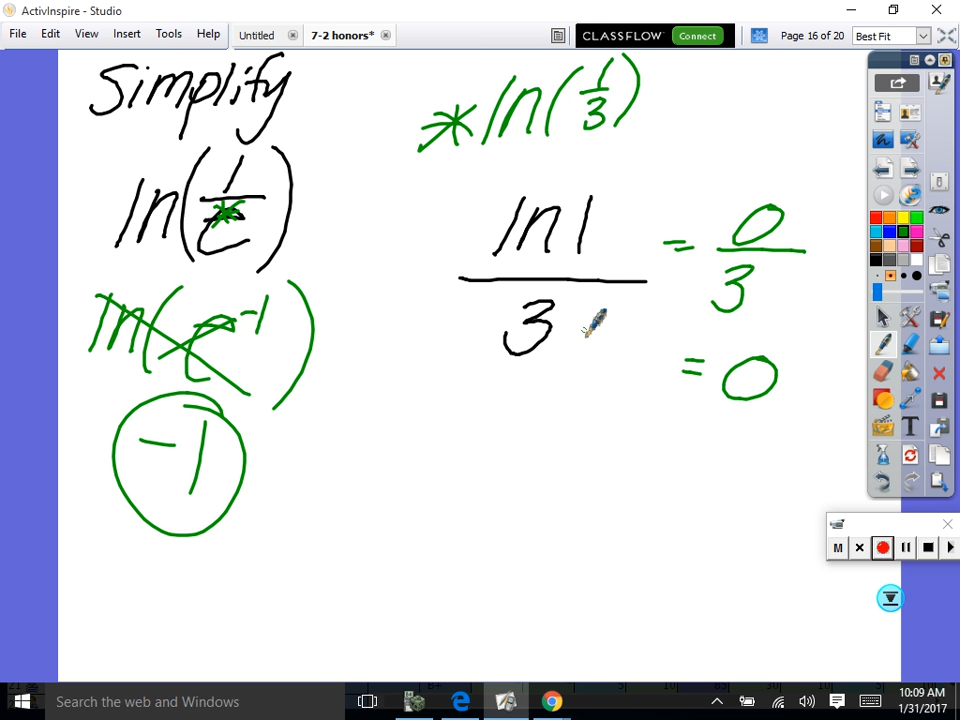 ActivInspire - Studio
File Edit View Insert Tools Help Untitled 7-2 honors* CLASSFLOW Connect Page 16 of 20 Best Fit
Simplify
ln(1/e)
ln(e⁻¹)
-1
*ln(1/3)
ln1/3 = 0/3
= 0
T
M
Search the web and Windows
10:09 AM
1/31/2017